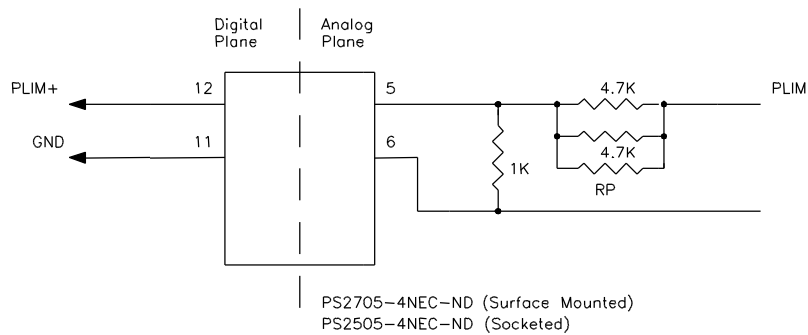 Digital
Plane
Analog
Plane
PLIM+
12
5
4.7K
PLIM
GND
11
6
1K
4.7K
RP
PS2705-4NEC-ND (Surface Mounted)
PS2505-4NEC-ND (Socketed)